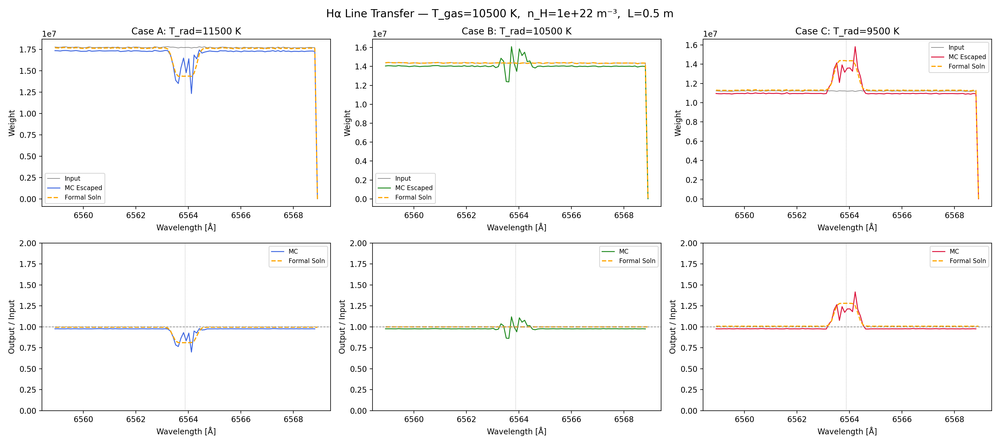 Hα Line Transfer — T_gas=10500 K, n_H=1e+22 m⁻³, L=0.5 m
Case A: T_rad=11500 K
1e7
1.75
1.50
1.25
1.00
0.75
0.50
0.25
0.00
Weight
Input
MC Escaped
Formal Soln
6560
6562
6564
6566
6568
Wavelength [Å]
Case B: T_rad=10500 K
1e7
1.6
1.4
1.2
1.0
0.8
0.6
0.4
0.2
0.0
Weight
Input
MC Escaped
Formal Soln
6560
6562
6564
6566
6568
Wavelength [Å]
Case C: T_rad=9500 K
1e7
1.6
1.4
1.2
1.0
0.8
0.6
0.4
0.2
0.0
Weight
Input
MC Escaped
Formal Soln
6560
6562
6564
6566
6568
Wavelength [Å]
2.00
1.75
1.50
1.25
1.00
0.75
0.50
0.25
0.00
Output / Input
MC
Formal Soln
6560
6562
6564
6566
6568
Wavelength [Å]
2.00
1.75
1.50
1.25
1.00
0.75
0.50
0.25
0.00
Output / Input
MC
Formal Soln
6560
6562
6564
6566
6568
Wavelength [Å]
2.00
1.75
1.50
1.25
1.00
0.75
0.50
0.25
0.00
Output / Input
MC
Formal Soln
6560
6562
6564
6566
6568
Wavelength [Å]